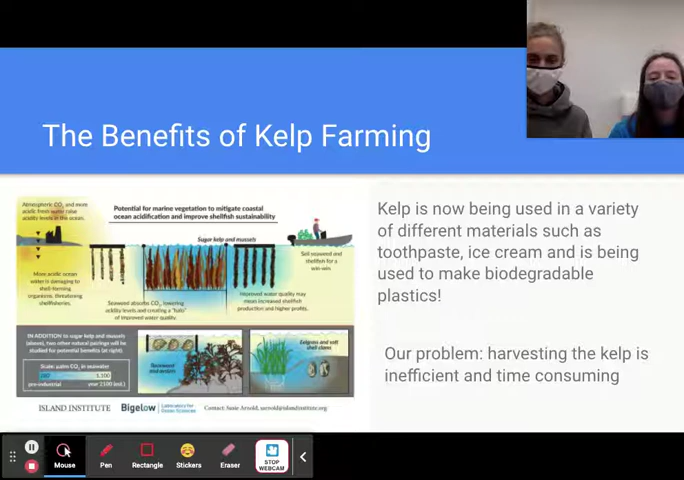 The Benefits of Kelp Farming
Atmospheric CO₂ and more
acidic fresh water raise
acidity levels in the ocean.
Potential for marine vegetation to mitigate coastal
ocean acidification and improve shellfish sustainability
Sugar kelp and mussels
Sell seaweed and
shellfish for a
win-win
More acidic ocean
water is damaging to
shell-forming
organisms, threatening
shellfisheries.
Seaweed absorbs CO₂, lowering
acidity levels and creating a "halo"
of improved water quality.
Improved water quality may
mean increased shellfish
production and higher profits.
IN ADDITION to sugar kelp and mussels
(above), two other natural pairings will be
studied for potential benefits (at right).
CO₂ in seawater
280
1,100
pre-industrial
year 2100
Eelgrass and soft
shell clams
ISLAND INSTITUTE
Bigelow
Laboratory for
Ocean Sciences
Contact: Susie Arnold, sarnold@islandinstitute.org
Kelp is now being used in a variety
of different materials such as
toothpaste, ice cream and is being
used to make biodegradable
plastics!
Our problem: harvesting the kelp is
inefficient and time consuming
Mouse
Pen
Rectangle
Stickers
Eraser
STOP
WEBCAM